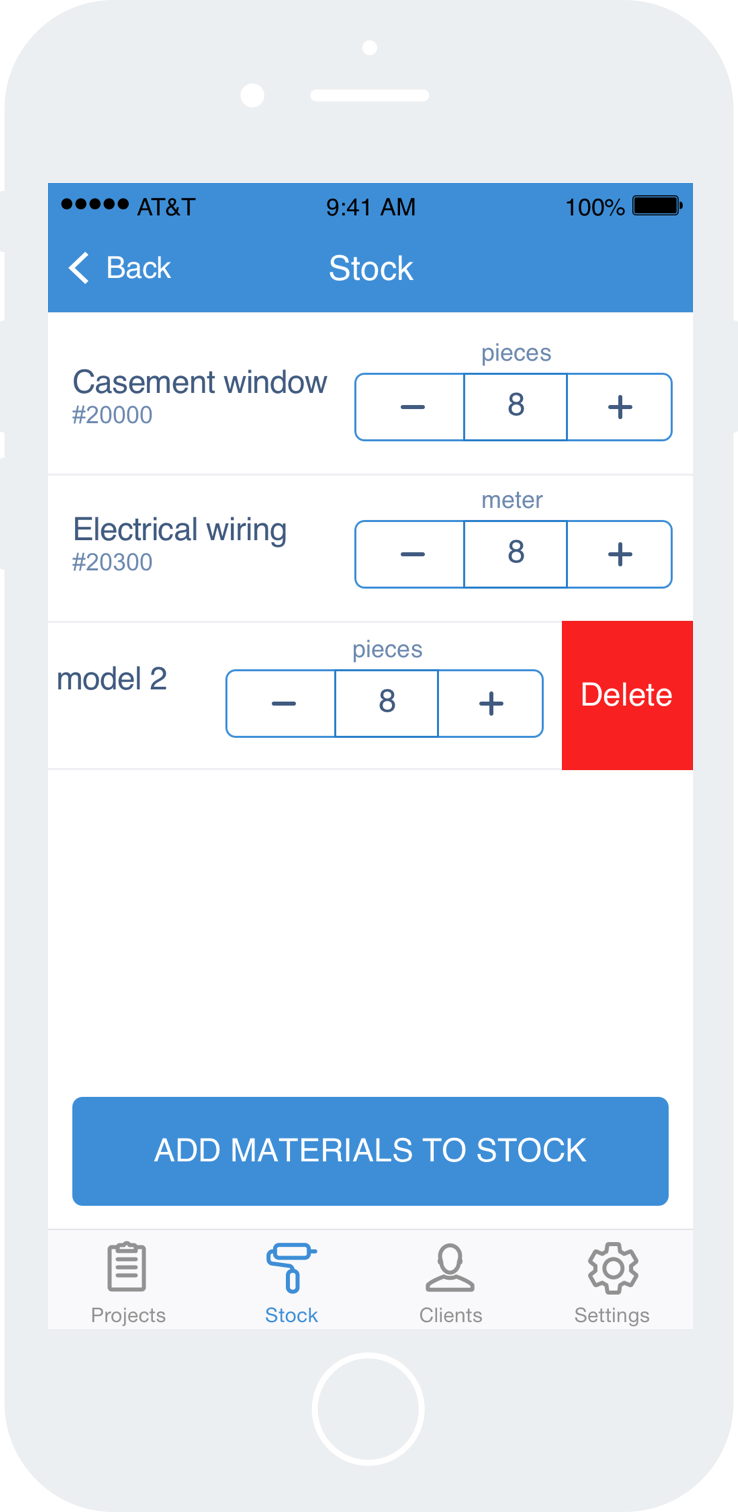 AT&T 9:41 AM 100%
Back Stock
pieces
Casement window
#20000
− 8 +
meter
Electrical wiring
#20300
− 8 +
pieces
model 2
− 8 +
Delete
ADD MATERIALS TO STOCK
Projects Stock Clients Settings